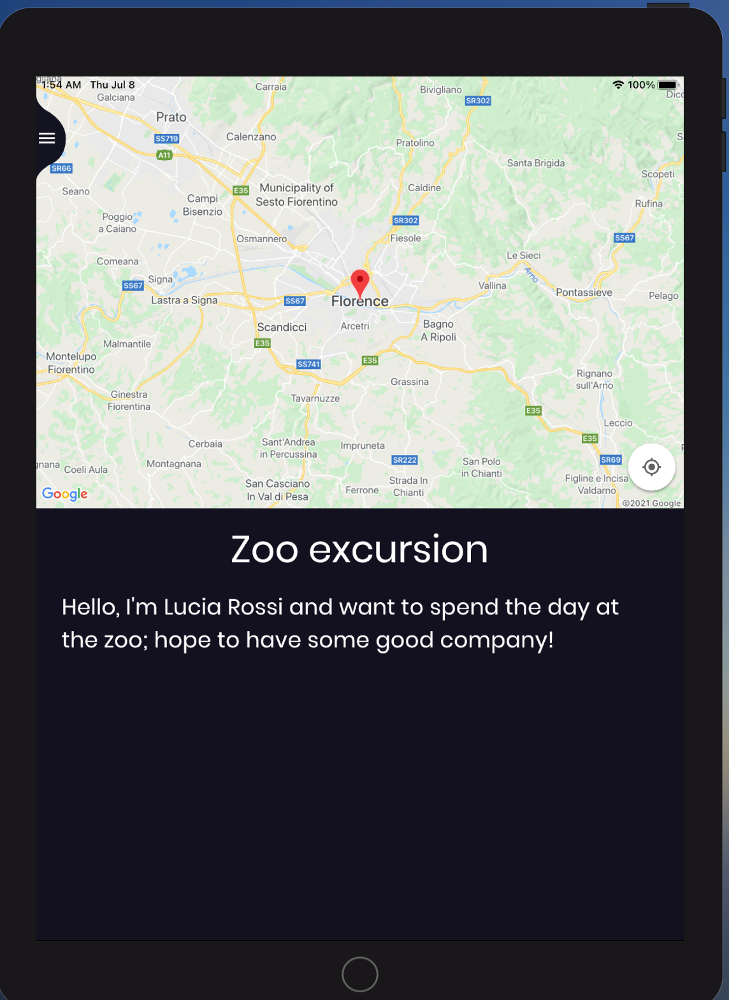 1:54 AM Thu Jul 8
100%
Carraia
Bivigliano
SR302
Galciana
Prato
SS719
Calenzano
Pratolino
A11
Santa Brigida
SR66
Scopeti
Seano
E35
Municipality of
Sesto Fiorentino
Caldine
Campi
Bisenzio
Rufina
Poggio
a Caiano
SR302
Osmannero
Fiesole
SS67
Comeana
Le Sieci
Signa
Arno
SS67
Vallina
Pontassieve
Lastra a Signa
SS67
Florence
Pelago
Scandicci
Arcetri
Bagno
A Ripoli
Malmantile
E35
Montelupo
Fiorentino
SS741
E35
Grassina
Rignano
sull'Arno
Ginestra
Fiorentina
Tavarnuzze
E35
Leccio
Cerbaia
Sant'Andrea
in Percussina
Impruneta
E35
SR222
San Polo
in Chianti
SR69
gnana
Coeli Aula
Montagnana
San Casciano
In Val di Pesa
Ferrone
Strada In
Chianti
Figline e Incisa
Valdarno
Google
©2021 Google
Zoo excursion
Hello, I'm Lucia Rossi and want to spend the day at
the zoo; hope to have some good company!